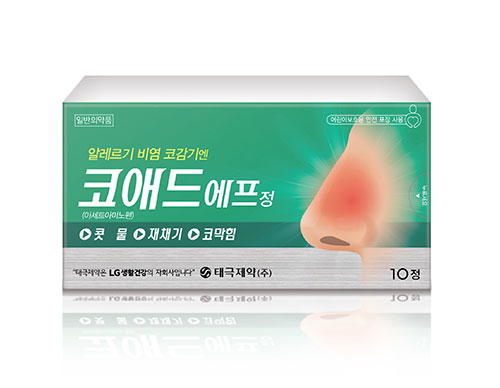 일반의약품
어린이보호용 안전 포장 사용
알레르기 비염 코감기엔
코애드에프정
(아세트아미노펜)
콧 물 재채기 코막힘
"태극제약은 LG생활건강의 자회사입니다" 태극제약(주)
10정